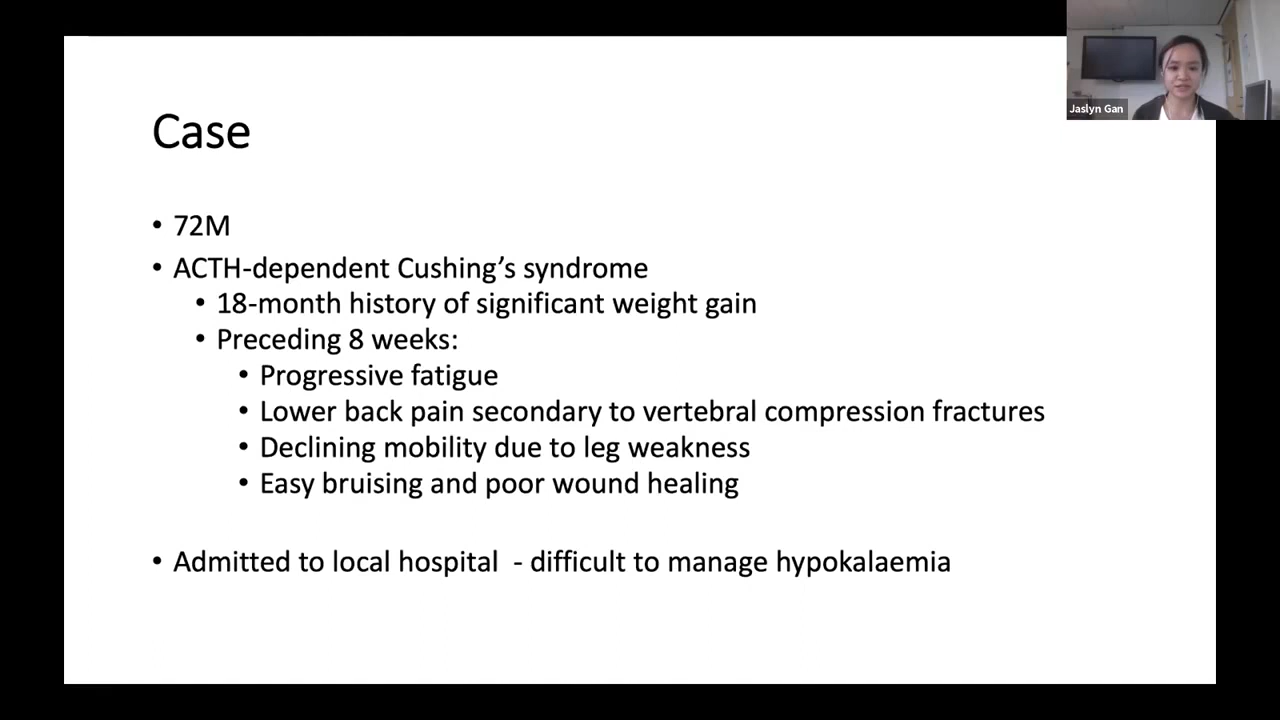 Jaslyn Gan
Case
• 72M
• ACTH-dependent Cushing’s syndrome
• 18-month history of significant weight gain
• Preceding 8 weeks:
• Progressive fatigue
• Lower back pain secondary to vertebral compression fractures
• Declining mobility due to leg weakness
• Easy bruising and poor wound healing
• Admitted to local hospital - difficult to manage hypokalaemia